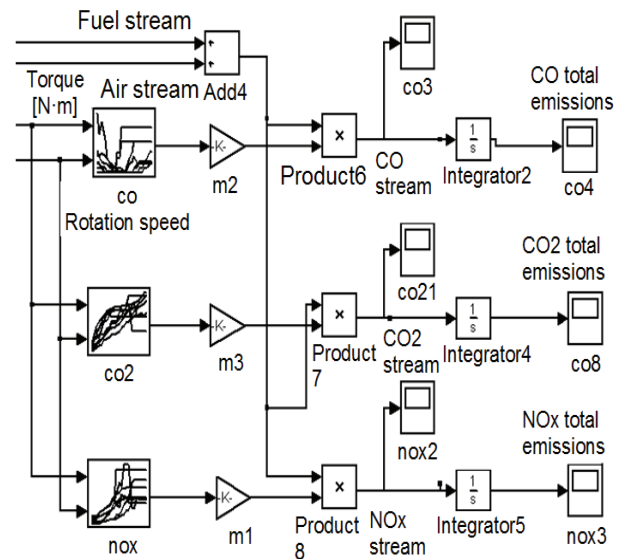 Fuel stream
Torque
[N·m]
Air stream
Add4
co3
CO total
emissions
-K-
×
1
s
co
m2
Product6
CO
stream
Integrator2
co4
Rotation speed
co21
CO2 total
emissions
-K-
×
1
s
co2
m3
Product
7
CO2
stream
Integrator4
co8
nox2
NOx total
emissions
-K-
×
1
s
nox
m1
Product
8
NOx
stream
Integrator5
nox3